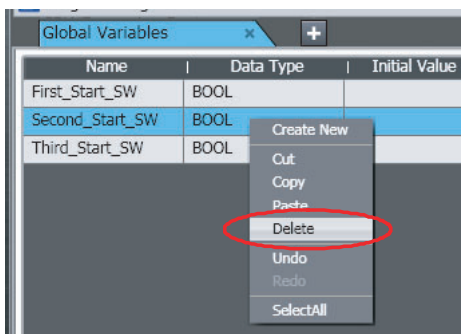 Global Variables × +
Name Data Type Initial Value
First_Start_SW BOOL
Second_Start_SW BOOL
Third_Start_SW BOOL
Create New
Cut
Copy
Paste
Delete
Undo
Redo
SelectAll